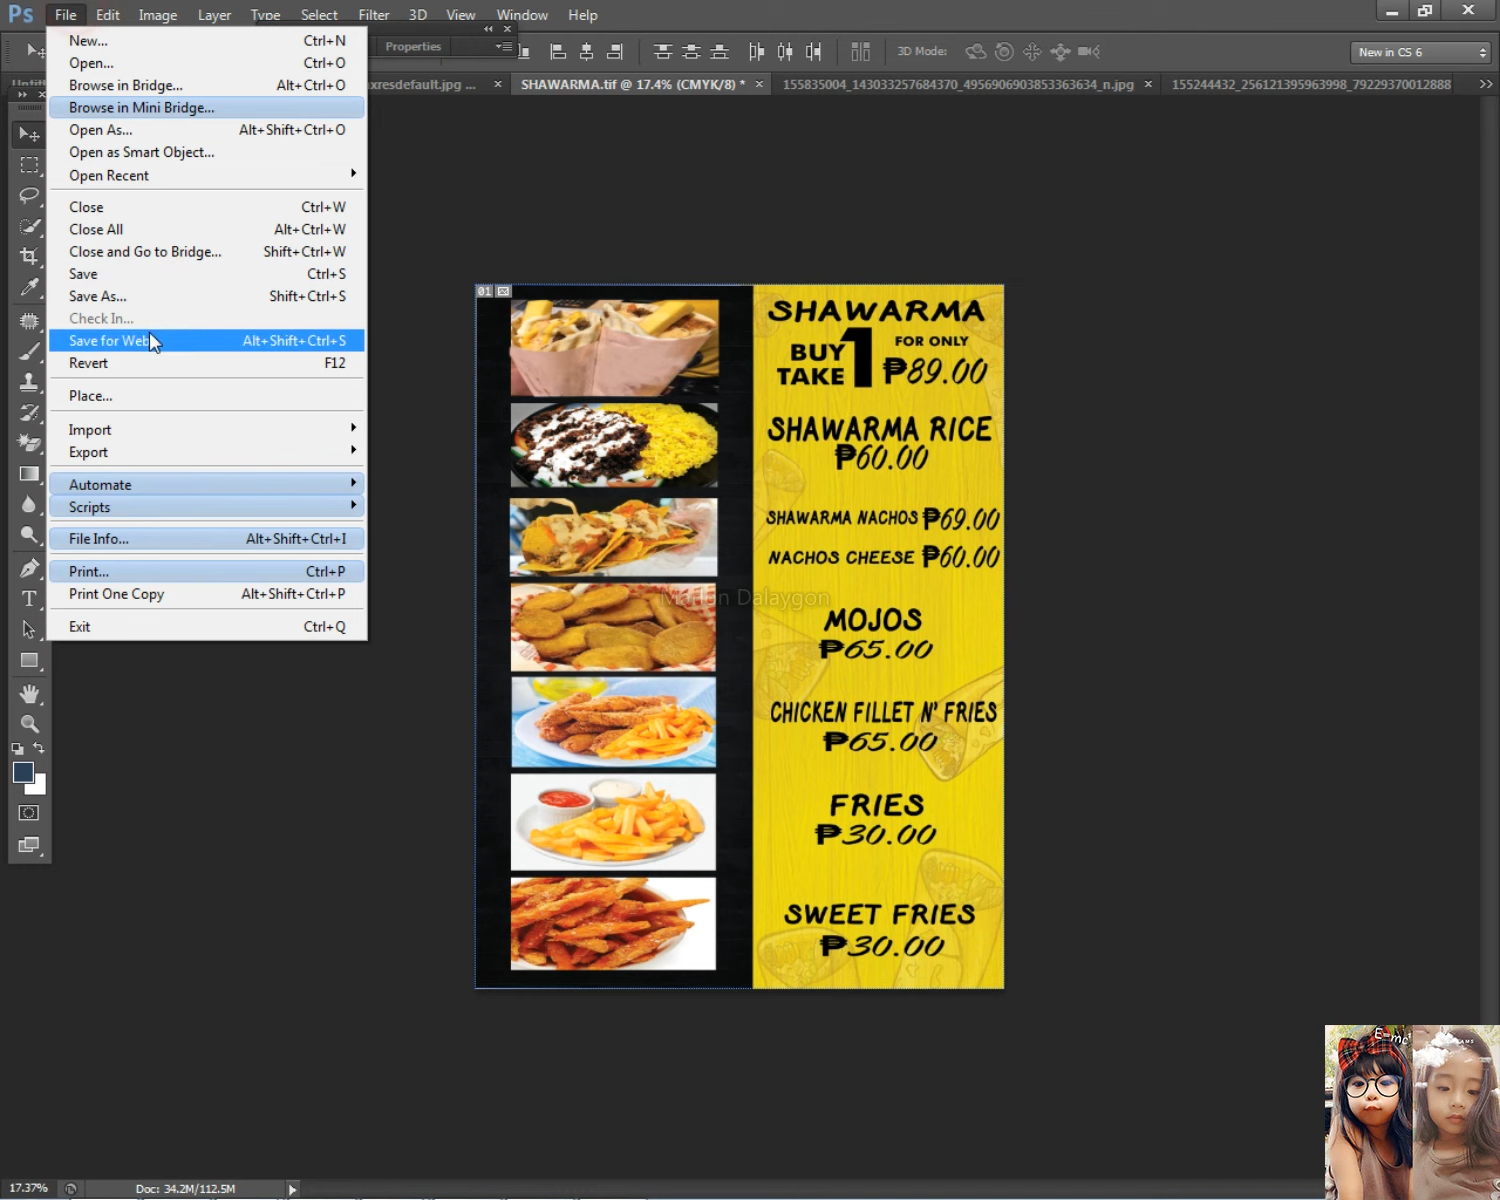 Ps File Edit Image Layer Type Select Filter 3D View Window Help
New... Ctrl+N
Open... Ctrl+O
Browse in Bridge... Alt+Ctrl+O
Browse in Mini Bridge...
Open As... Alt+Shift+Ctrl+O
Open as Smart Object...
Open Recent
Close Ctrl+W
Close All Alt+Ctrl+W
Close and Go to Bridge... Shift+Ctrl+W
Save Ctrl+S
Save As... Shift+Ctrl+S
Check In...
Save for Web Alt+Shift+Ctrl+S
Revert F12
Place...
Import
Export
Automate
Scripts
File Info... Alt+Shift+Ctrl+I
Print... Ctrl+P
Print One Copy Alt+Shift+Ctrl+P
Exit Ctrl+Q
Properties
3D Mode:
New in CS 6
xresdefault.jpg ... × SHAWARMA.tif @ 17.4% (CMYK/8) * × 155835004_143033257684370_4956906903853363634_n.jpg × 155244432_256121395963998_79229370012888
01
SHAWARMA
BUY 1 TAKE
FOR ONLY
₱89.00
SHAWARMA RICE
₱60.00
SHAWARMA NACHOS ₱69.00
NACHOS CHEESE ₱60.00
Marlon Dalaygon
MOJOS
₱65.00
CHICKEN FILLET N' FRIES
₱65.00
FRIES
₱30.00
SWEET FRIES
₱30.00
17.37% Doc: 34.2M/112.5M